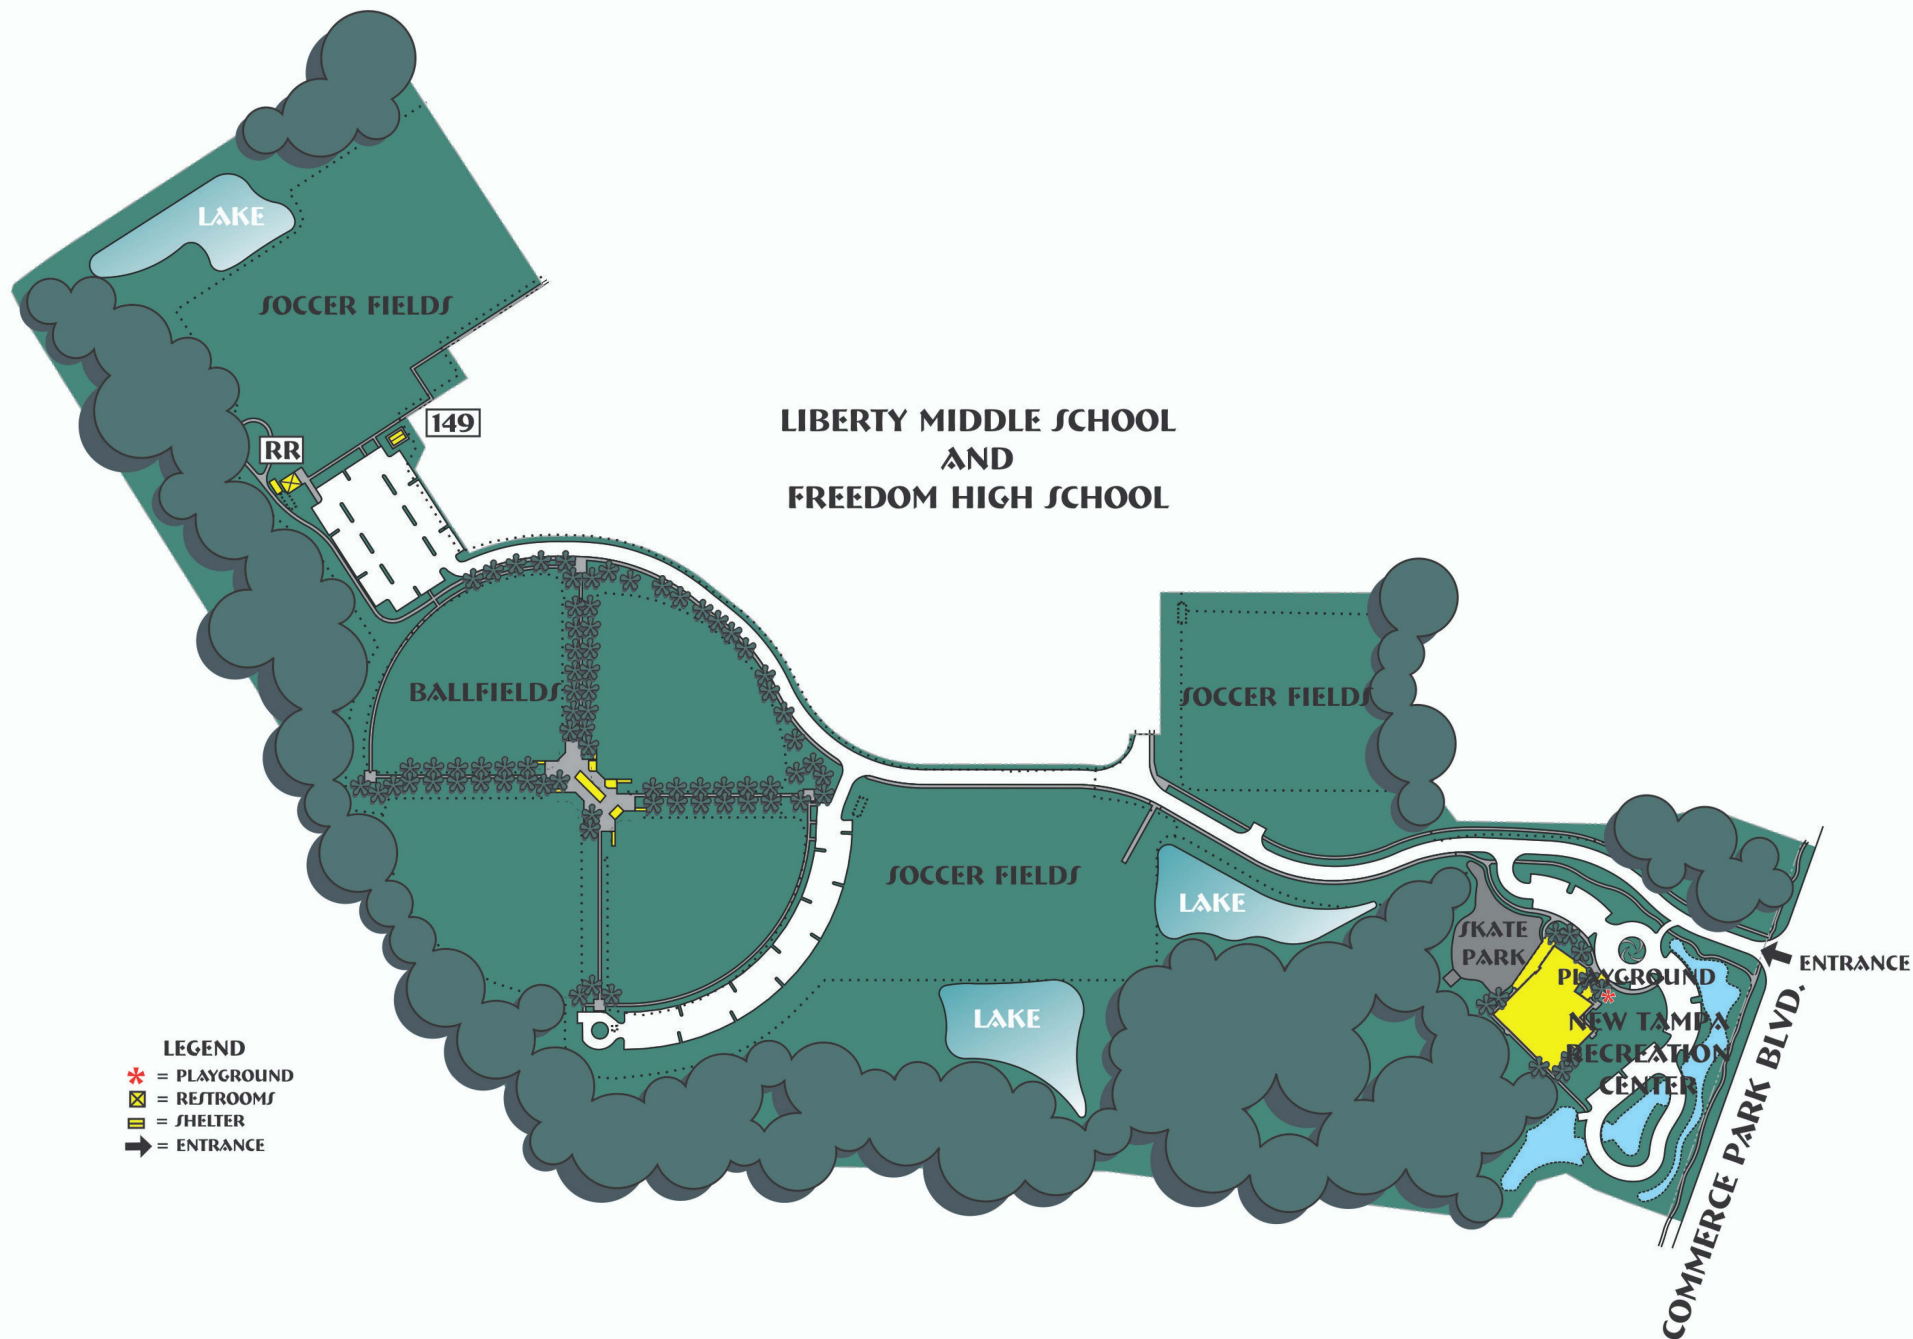 LAKE
SOCCER FIELDS
149
RR
LIBERTY MIDDLE SCHOOL
AND
FREEDOM HIGH SCHOOL
BALLFIELDS
SOCCER FIELDS
SOCCER FIELDS
LAKE
SKATE
PARK
ENTRANCE
PLAYGROUND
LAKE
NEW TAMPA
RECREATION
CENTER
COMMERCE PARK BLVD.
LEGEND
= PLAYGROUND
= RESTROOMS
= SHELTER
= ENTRANCE